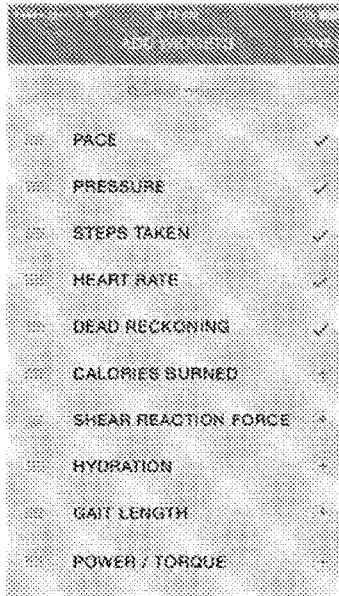 PACE
PRESSURE
STEPS TAKEN
HEART RATE
DEAD RECKONING
CALORIES BURNED
SHEAR REACTION FORCE
HYDRATION
GAIT LENGTH
POWER / TORQUE